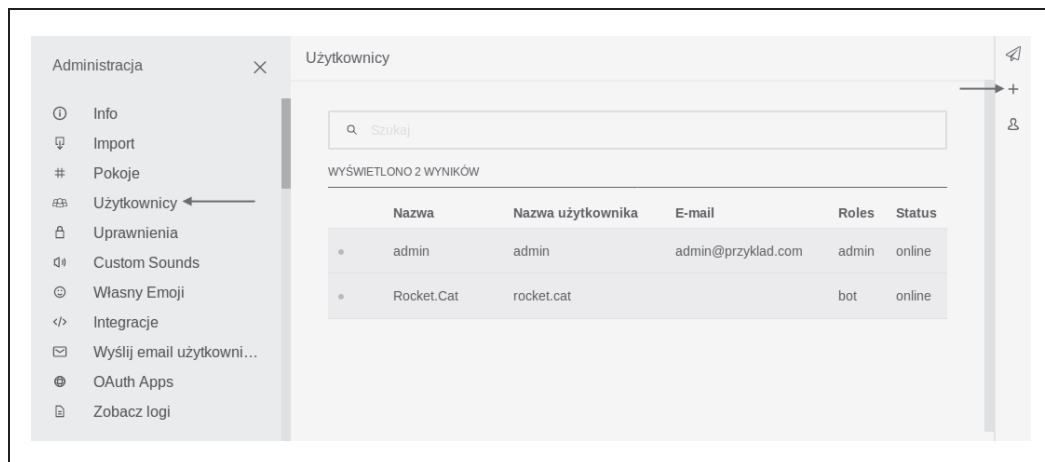 Administracja
Info
Import
Pokoje
Użytkownicy
Uprawnienia
Custom Sounds
Własny Emoji
Integracje
Wyślij email użytkowni…
OAuth Apps
Zobacz logi
Użytkownicy
Szukaj
WYŚWIETLONO 2 WYNIKÓW
Nazwa Nazwa użytkownika E-mail Roles Status
admin admin admin@przyklad.com admin online
Rocket.Cat rocket.cat bot online